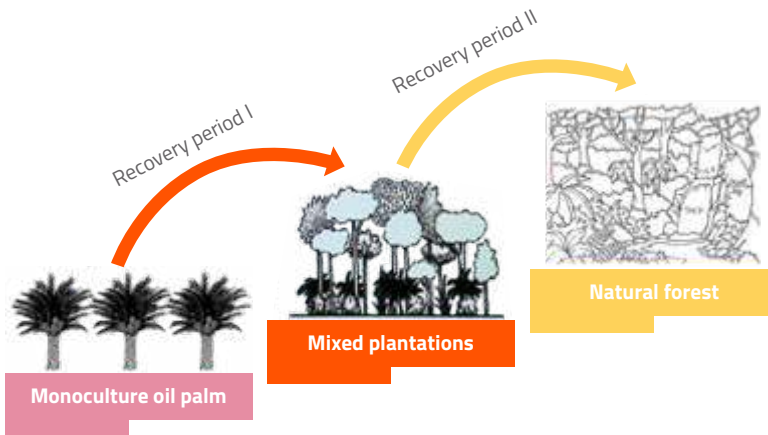 Recovery period II
Recovery period I
Natural forest
Mixed plantations
Monoculture oil palm